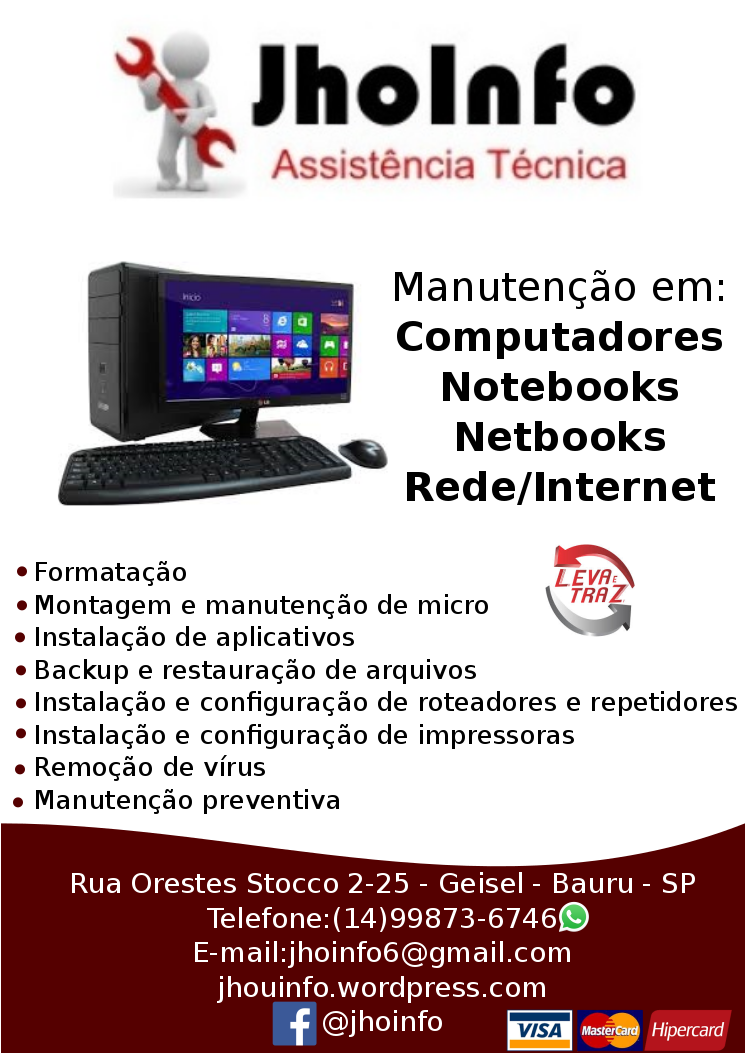 JhoInfo
Assistência Técnica
Início
Manutenção em:
Computadores
Notebooks
Netbooks
Rede/Internet
LEVA E
TRAZ
Formatação
Montagem e manutenção de micro
Instalação de aplicativos
Backup e restauração de arquivos
Instalação e configuração de roteadores e repetidores
Instalação e configuração de impressoras
Remoção de vírus
Manutenção preventiva
Rua Orestes Stocco 2-25 - Geisel - Bauru - SP
Telefone:(14)99873-6746
E-mail:jhoinfo6@gmail.com
jhouinfo.wordpress.com
@jhoinfo
VISA MasterCard Hipercard